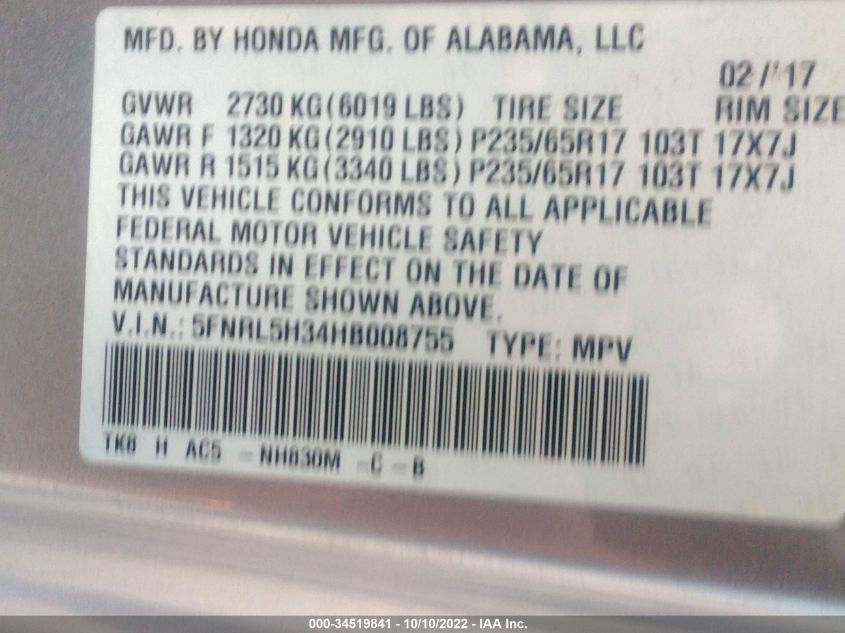 MFD. BY HONDA MFG. OF ALABAMA, LLC
02/17
GVWR 2730 KG (6019 LBS) TIRE SIZE RIM SIZE
GAWR F 1320 KG (2910 LBS) P235/65R17 103T 17X7J
GAWR R 1515 KG (3340 LBS) P235/65R17 103T 17X7J
THIS VEHICLE CONFORMS TO ALL APPLICABLE
FEDERAL MOTOR VEHICLE SAFETY
STANDARDS IN EFFECT ON THE DATE OF
MANUFACTURE SHOWN ABOVE.
V.I.N.: 5FNRL5H34HB008755 TYPE: MPV
TK8 H AC5 -NH830M -C -B
000-34519841 - 10/10/2022 - IAA Inc.